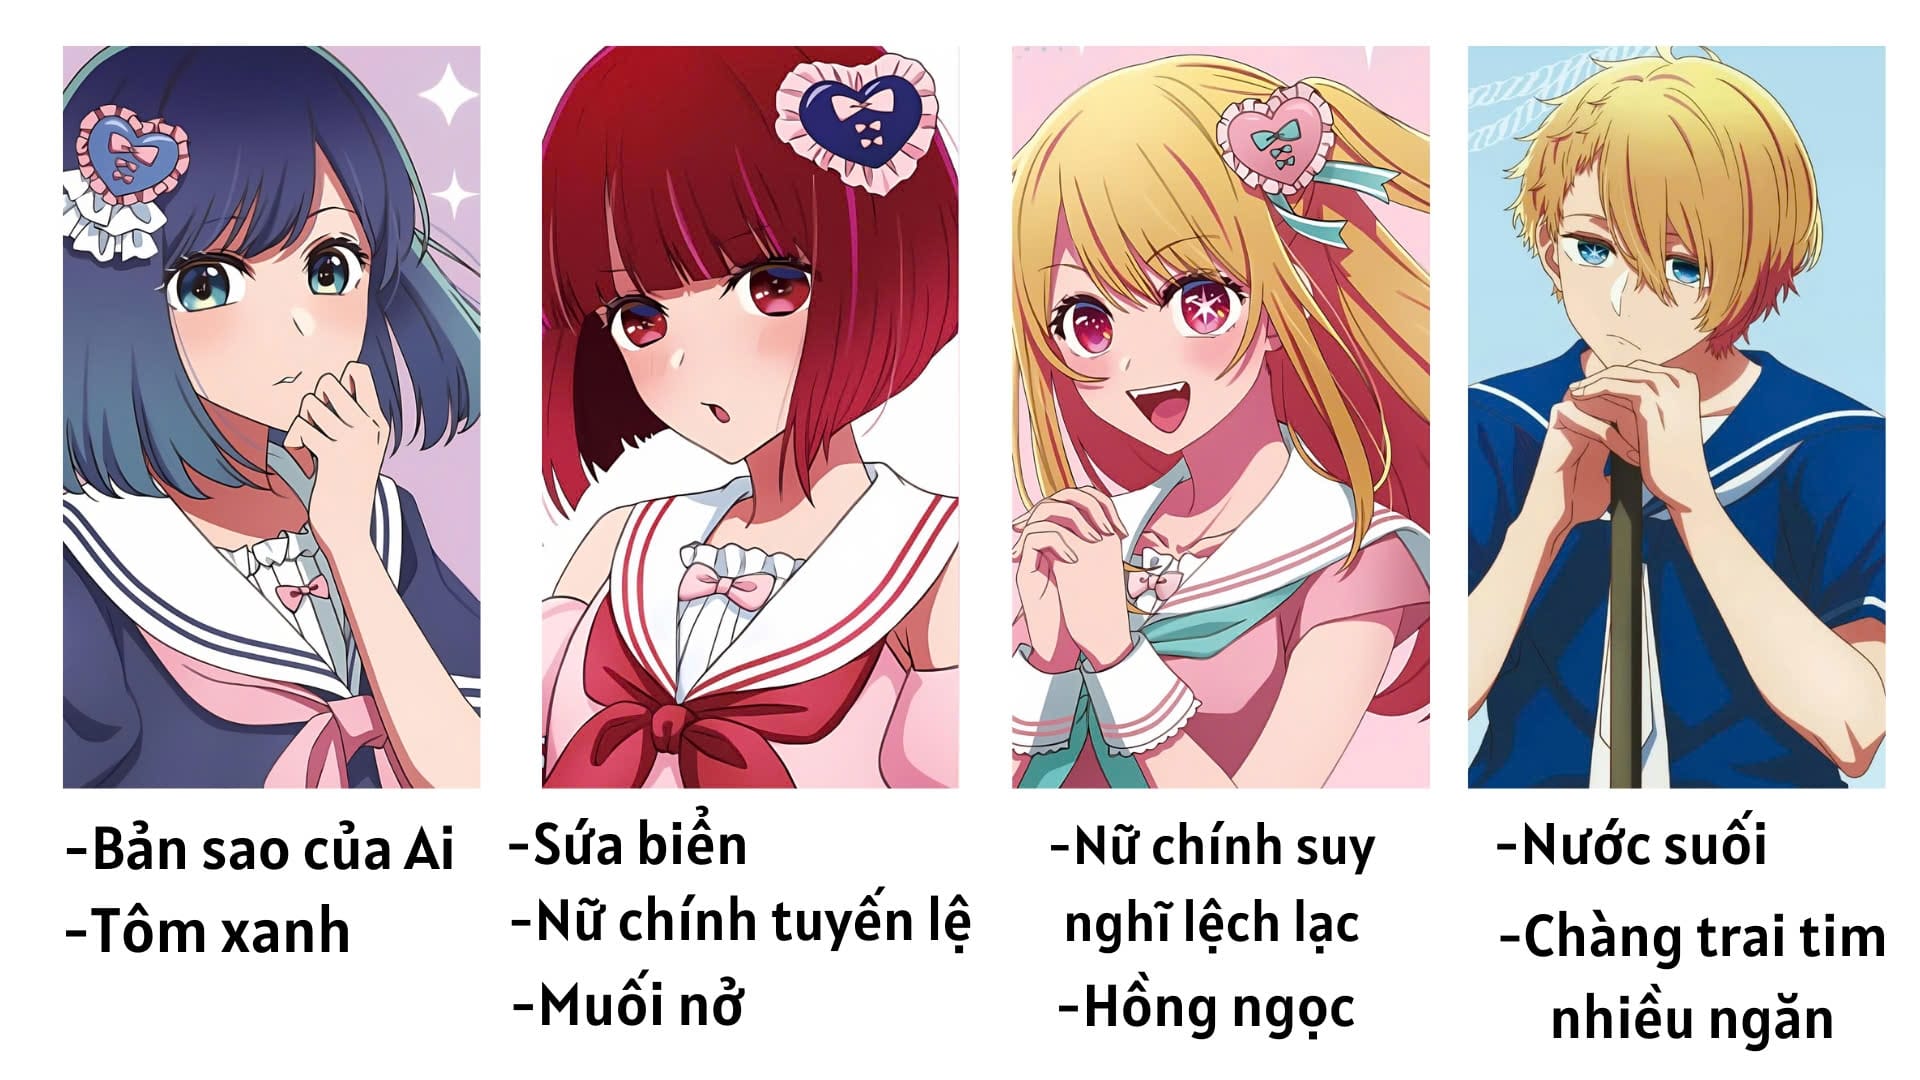 -Bản sao của Ai
-Tôm xanh
-Sứa biển
-Nữ chính tuyến lệ
-Muối nở
-Nữ chính suy
nghĩ lệch lạc
-Hồng ngọc
-Nước suối
-Chàng trai tim
nhiều ngăn